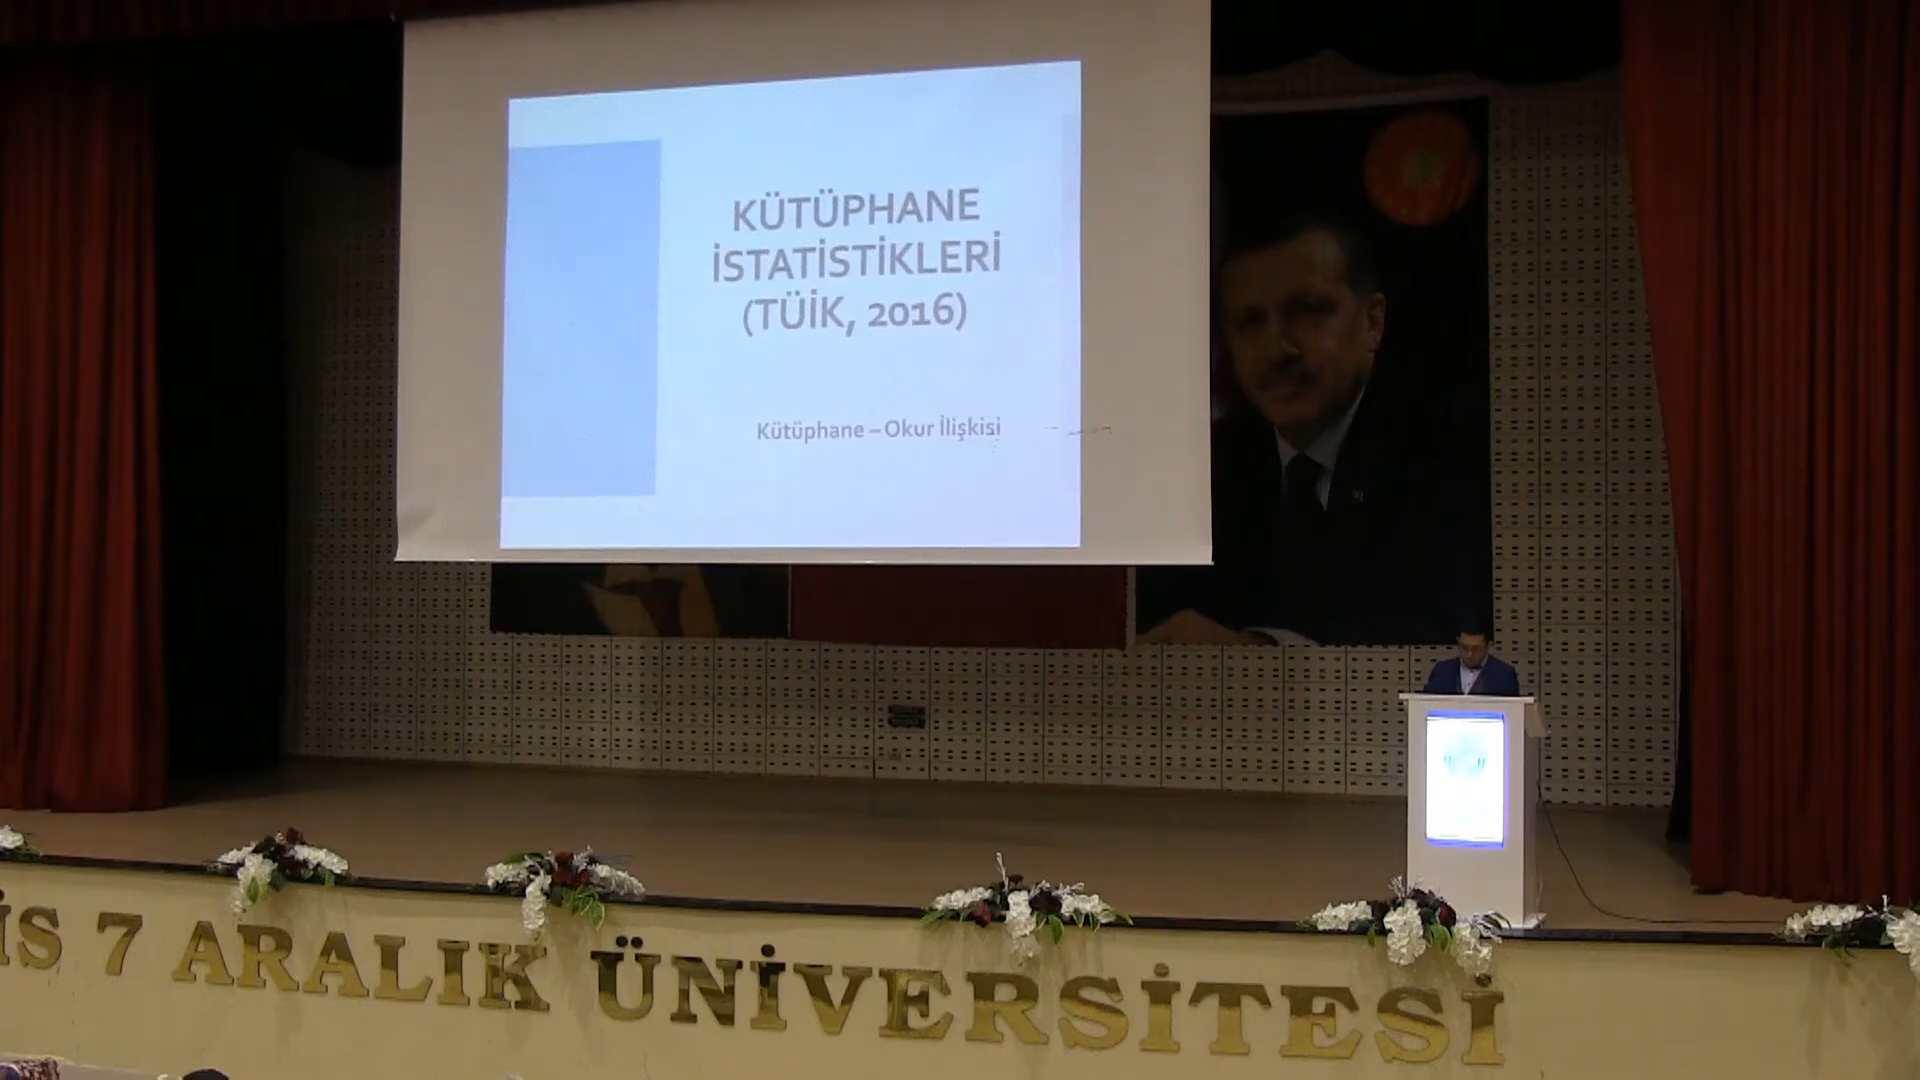 KÜTÜPHANE
İSTATİSTİKLERİ
(TÜİK, 2016)
Kütüphane – Okur İlişkisi
İS 7 ARALIK ÜNİVERSİTESİ